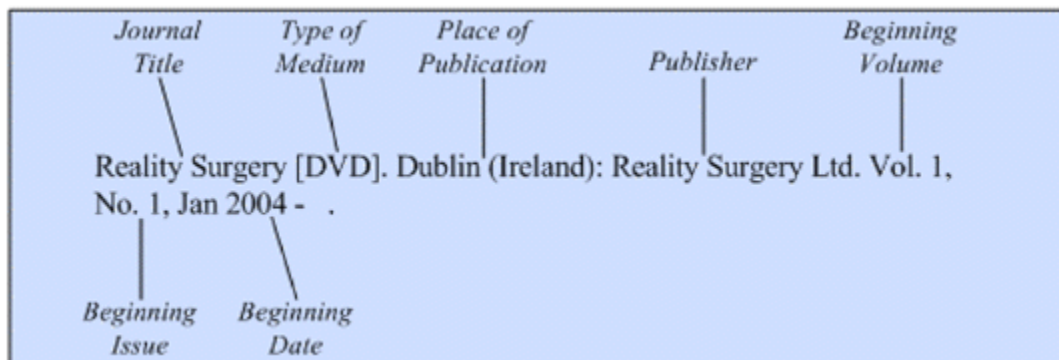 Journal Type of Place of Beginning
Title Medium Publication Publisher Volume
Reality Surgery [DVD]. Dublin (Ireland): Reality Surgery Ltd. Vol. 1,
No. 1, Jan 2004 - .
Beginning Beginning
Issue Date